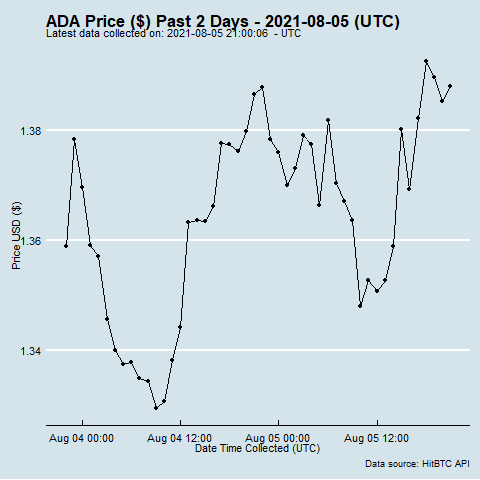 ADA Price ($) Past 2 Days - 2021-08-05 (UTC)
Latest data collected on: 2021-08-05 21:00:06 - UTC
1.38
1.36
1.34
Price USD ($)
Aug 04 00:00 Aug 04 12:00 Aug 05 00:00 Aug 05 12:00
Date Time Collected (UTC)
Data source: HitBTC API